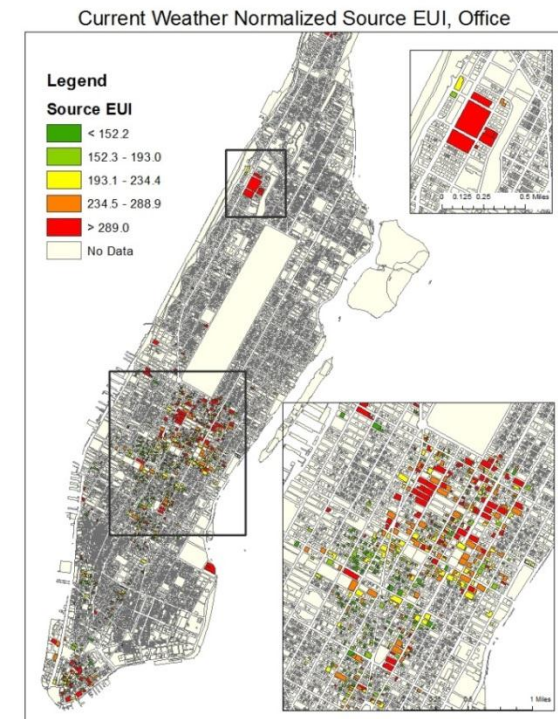 Current Weather Normalized Source EUI, Office
Legend
Source EUI
< 152.2
152.3 - 193.0
193.1 - 234.4
234.5 - 288.9
> 289.0
No Data
0 0.125 0.25 0.5 Miles
1 Miles